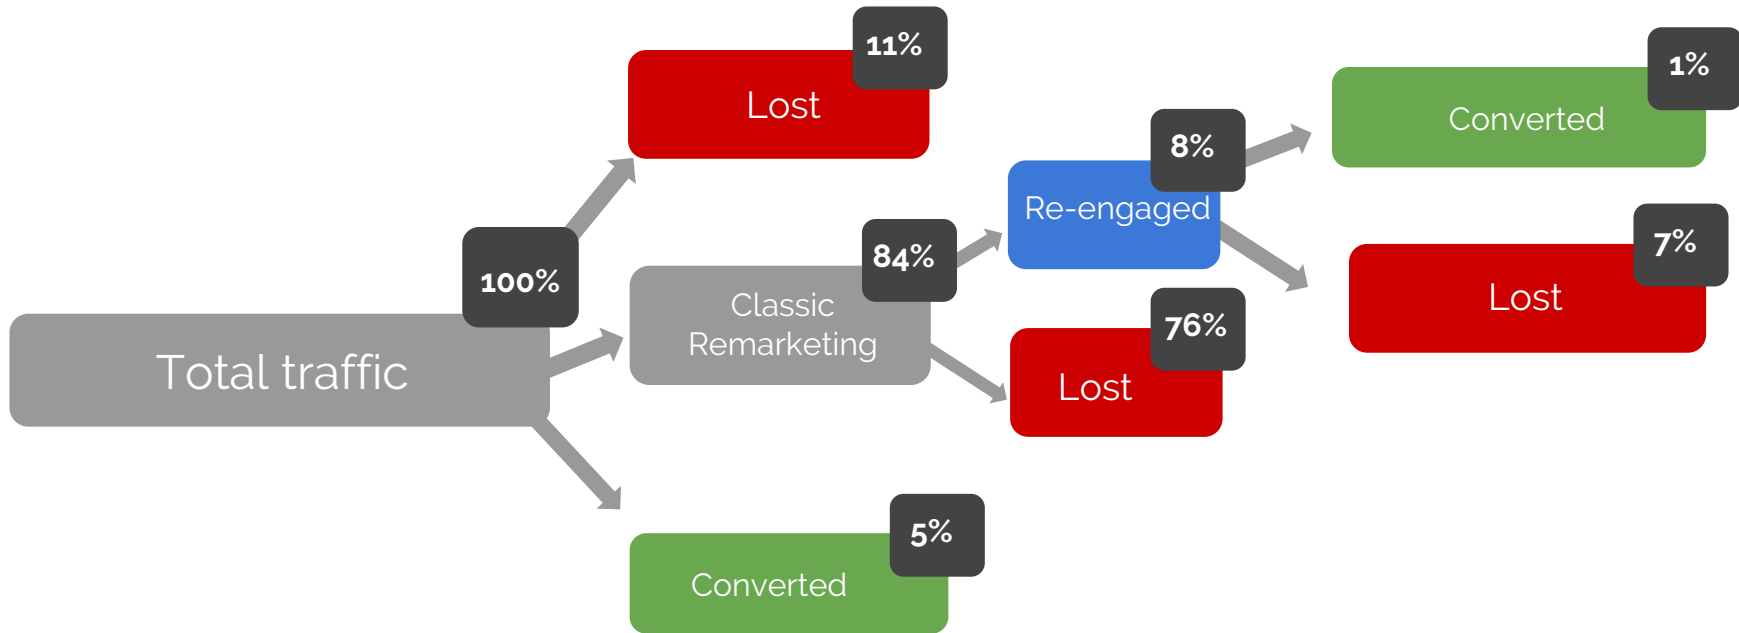 11%
Lost
1%
Converted
8%
Re-engaged
84%
Classic
Remarketing
7%
Lost
100%
Total traffic
76%
Lost
5%
Converted